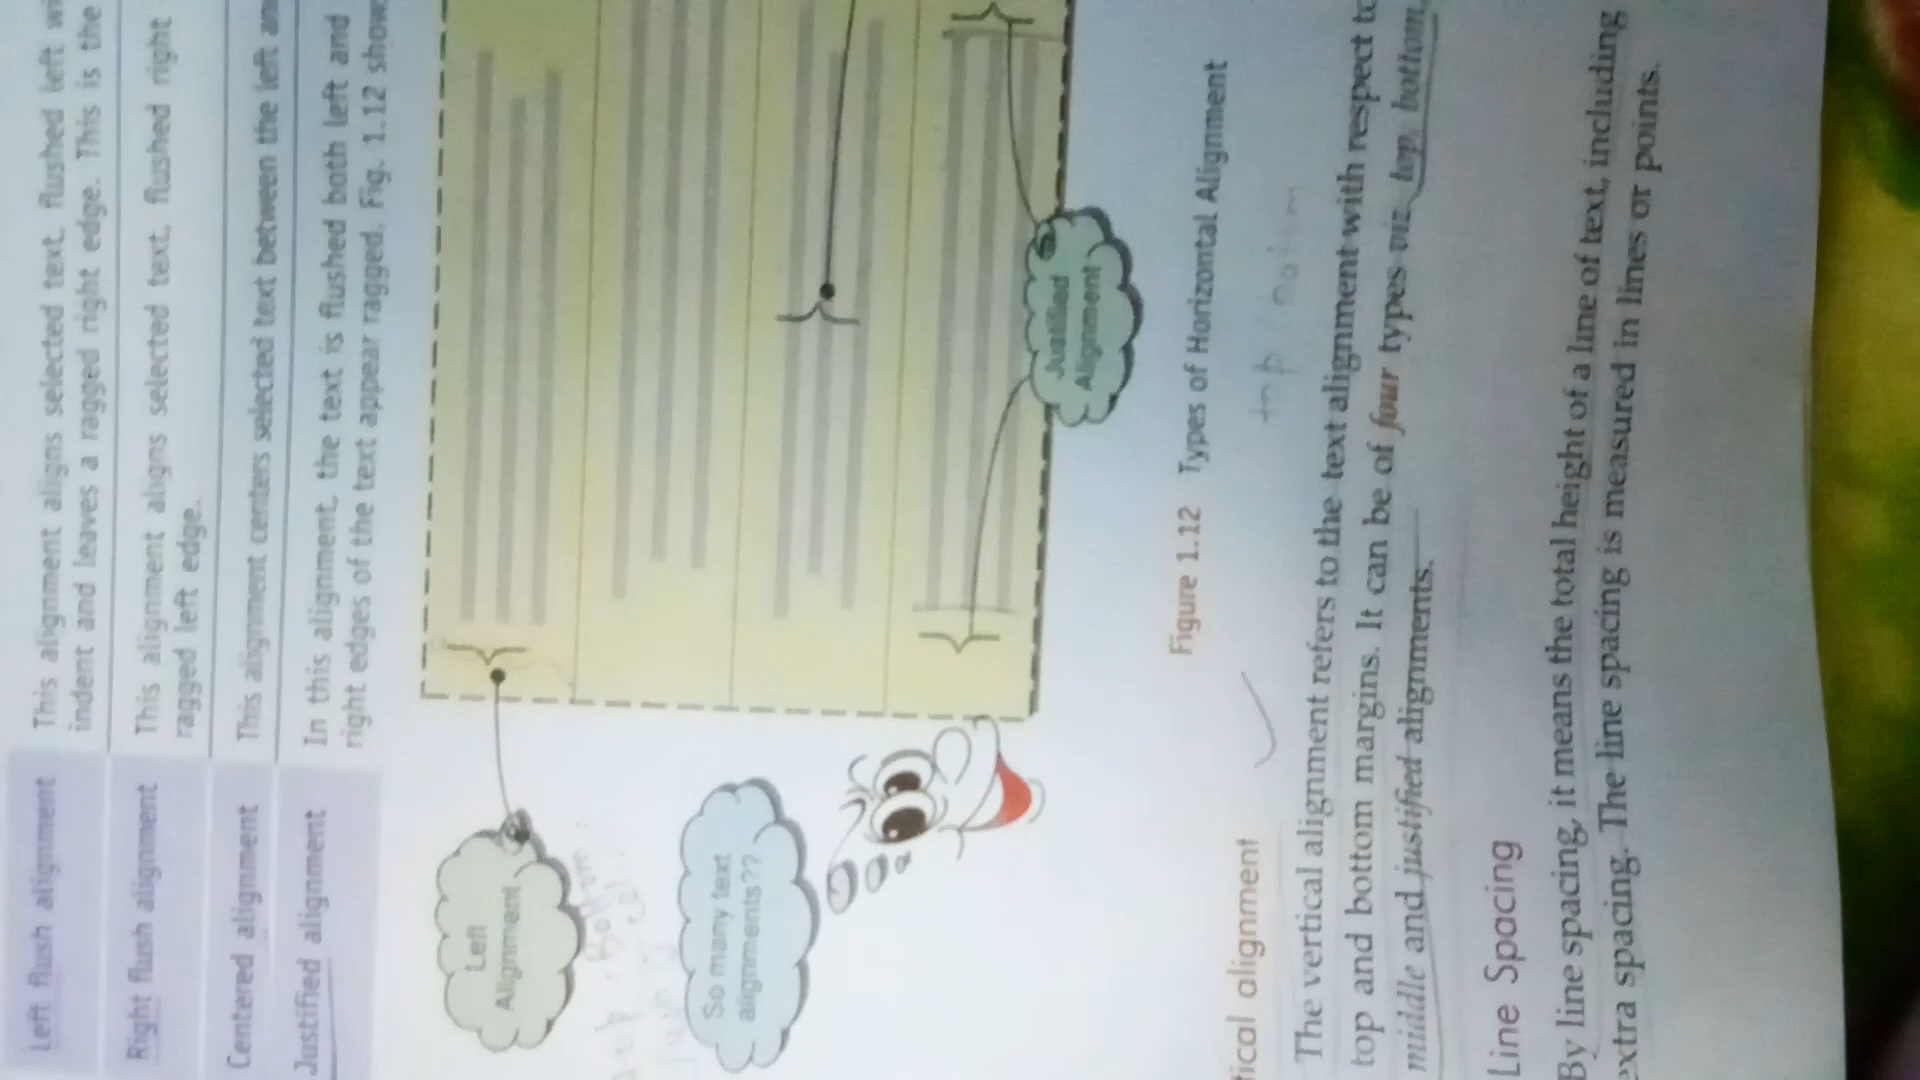 Left flush alignment
This alignment aligns selected text, flushed left
indent and leaves a ragged right edge. This is the
Right flush alignment
This alignment aligns selected text, flushed right
ragged left edge.
Centered alignment
This alignment centers selected text between the left
Justified alignment
In this alignment, the text is flushed both left and
right edges of the text appear ragged. Fig. 1.12
Left
Alignment
So many text
alignments??
Justified
Alignment
Figure 1.12 Types of Horizontal Alignment
tical alignment
The vertical alignment refers to the text alignment with respect to
top and bottom margins. It can be of four types viz. top, bottom,
middle and justified alignments.
Line Spacing
By line spacing, it means the total height of a line of text, including
extra spacing. The line spacing is measured in lines or points.